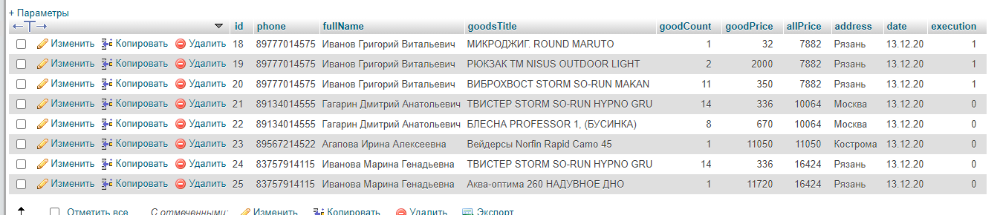 + Параметры
id phone fullName goodsTitle goodCount goodPrice allPrice address date execution
Изменить Копировать Удалить 18 89777014575 Иванов Григорий Витальевич МИКРОДЖИГ. ROUND MARUTO 1 32 7882 Рязань 13.12.20 1
Изменить Копировать Удалить 19 89777014575 Иванов Григорий Витальевич РЮКЗАК ТМ NISUS OUTDOOR LIGHT 2 2000 7882 Рязань 13.12.20 1
Изменить Копировать Удалить 20 89777014575 Иванов Григорий Витальевич ВИБРОХВОСТ STORM SO-RUN MAKAN 11 350 7882 Рязань 13.12.20 1
Изменить Копировать Удалить 21 89134014555 Гагарин Дмитрий Анатольевич ТВИСТЕР STORM SO-RUN HYPNO GRU 14 336 10064 Москва 13.12.20 0
Изменить Копировать Удалить 22 89134014555 Гагарин Дмитрий Анатольевич БЛЕСНА PROFESSOR 1, (БУСИНКА) 8 670 10064 Москва 13.12.20 0
Изменить Копировать Удалить 23 89567214522 Агапова Ирина Алексеевна Вейдерсы Norfin Rapid Camo 45 1 11050 11050 Кострома 13.12.20 0
Изменить Копировать Удалить 24 83757914115 Иванова Марина Генадьевна ТВИСТЕР STORM SO-RUN HYPNO GRU 14 336 16424 Рязань 13.12.20 0
Изменить Копировать Удалить 25 83757914115 Иванова Марина Генадьевна Аква-оптима 260 НАДУВНОЕ ДНО 1 11720 16424 Рязань 13.12.20 0
Отметить все С отмеченными: Изменить Копировать Удалить Экспорт